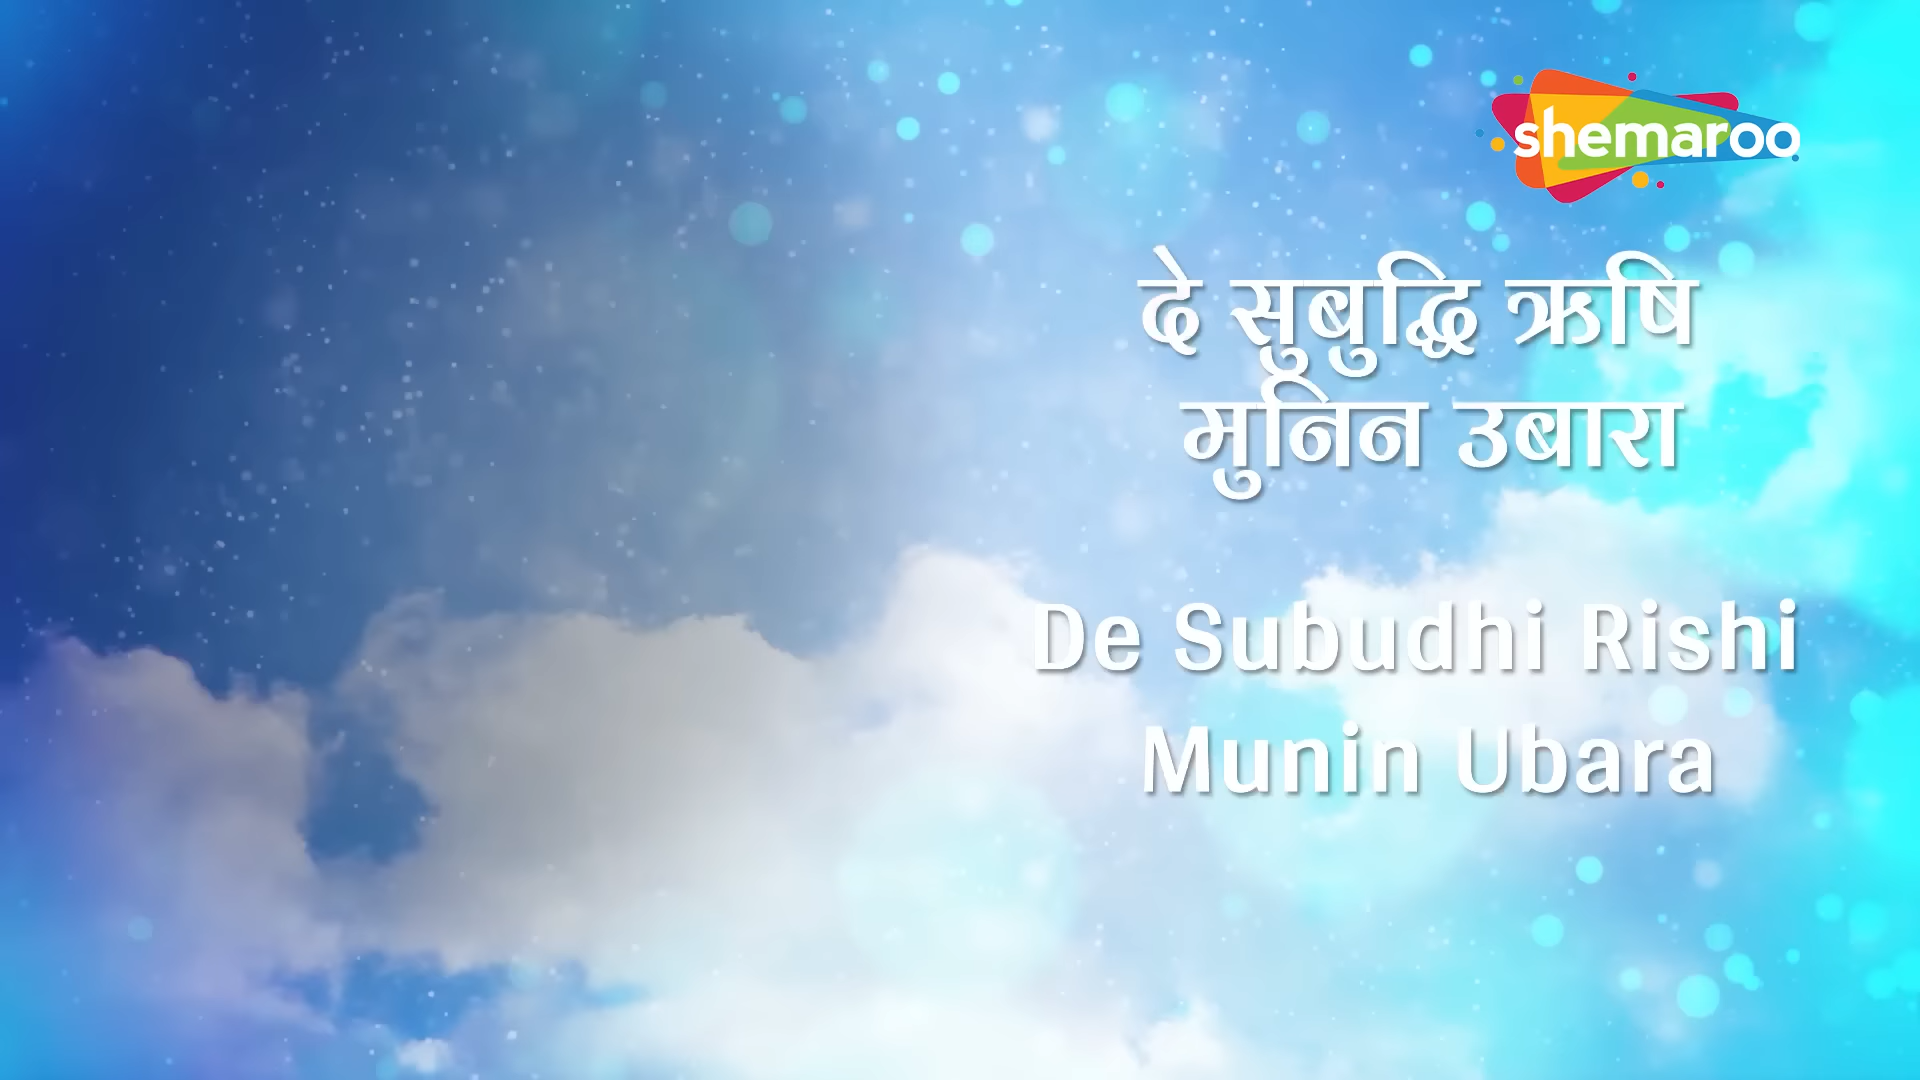 shemaroo
दे सुबुद्धि ऋषि
मुनिन उबारा
De Subudhi Rishi
Munin Ubara